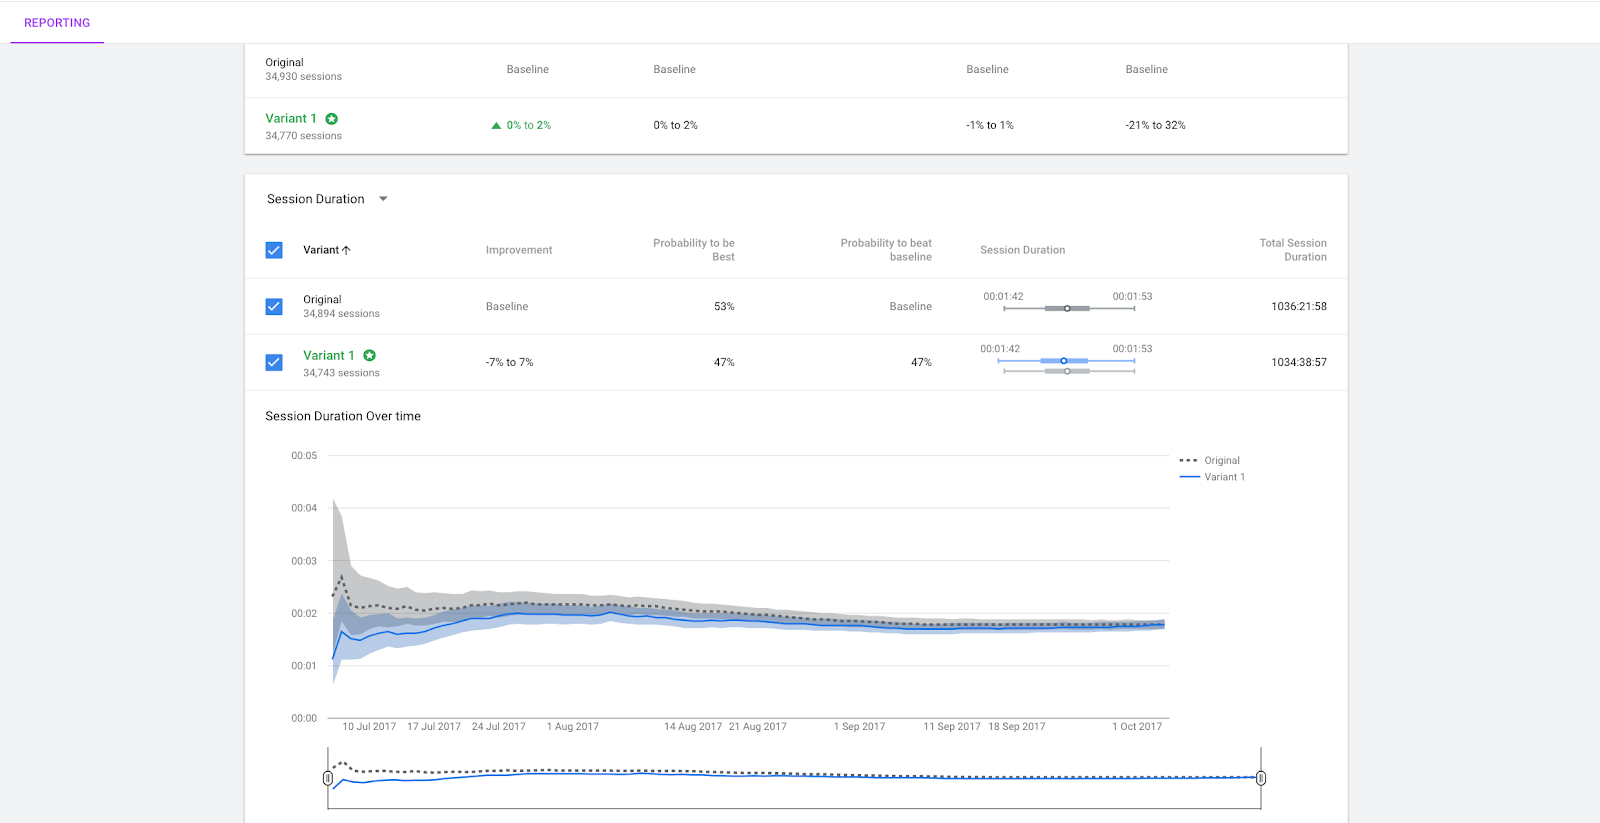 REPORTING
Original
34,930 sessions
Baseline
Baseline
Baseline
Baseline
Variant 1
34,770 sessions
0% to 2%
0% to 2%
-1% to 1%
-21% to 32%
Session Duration
Variant
Improvement
Probability to be
Best
Probability to beat
baseline
Session Duration
Total Session
Duration
Original
34,894 sessions
Baseline
53%
Baseline
00:01:42
00:01:53
1036:21:58
Variant 1
34,743 sessions
-7% to 7%
47%
47%
00:01:42
00:01:53
1034:38:57
Session Duration Over time
00:05
00:04
00:03
00:02
00:01
00:00
Original
Variant 1
10 Jul 2017
17 Jul 2017
24 Jul 2017
1 Aug 2017
14 Aug 2017
21 Aug 2017
1 Sep 2017
11 Sep 2017
18 Sep 2017
1 Oct 2017